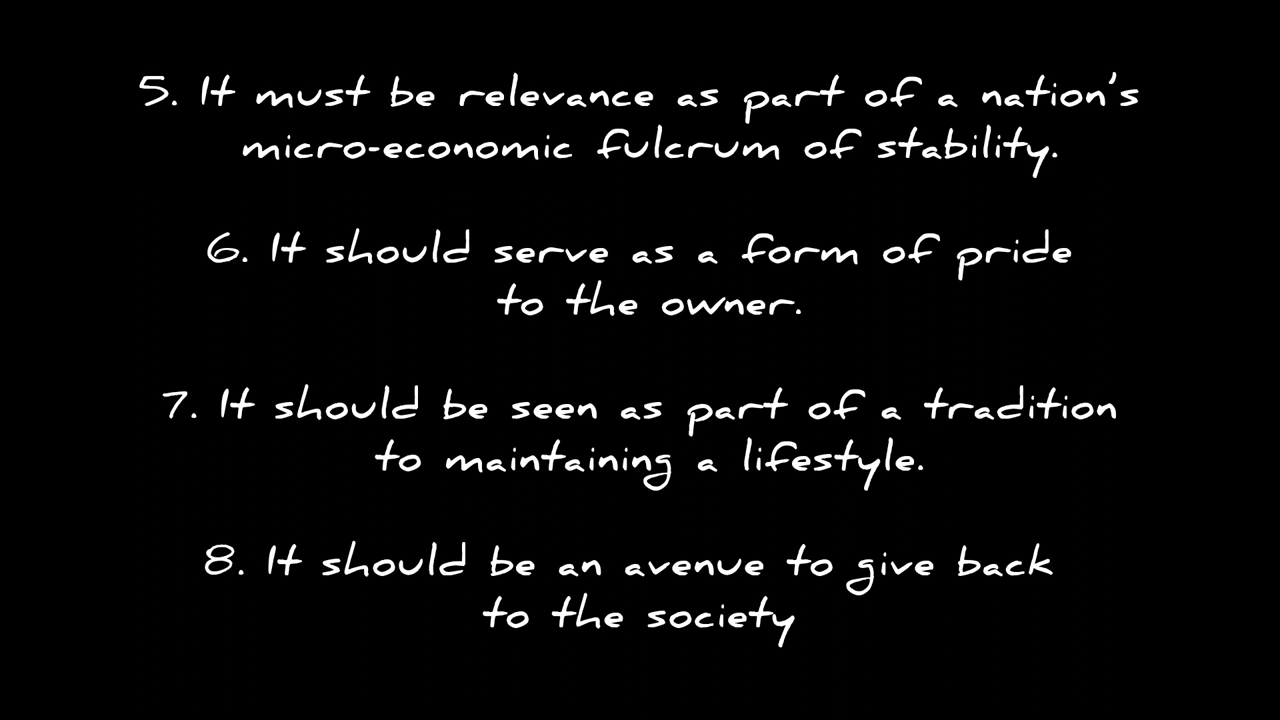 5. It must be relevance as part of a nation's
micro-economic fulcrum of stability.
6. It should serve as a form of pride
to the owner.
7. It should be seen as part of a tradition
to maintaining a lifestyle.
8. It should be an avenue to give back
to the society